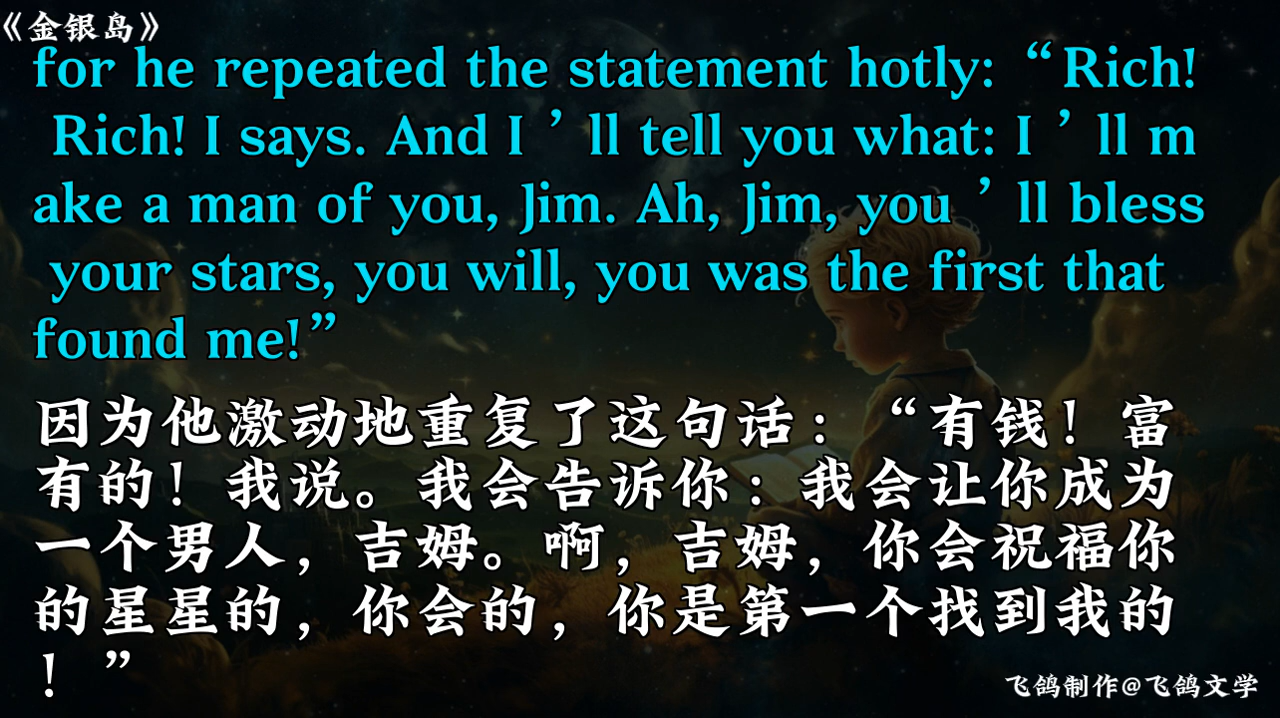 《金银岛》
for he repeated the statement hotly: “Rich!
Rich! I says. And I ’ ll tell you what: I ’ ll m
ake a man of you, Jim. Ah, Jim, you ’ ll bless
your stars, you will, you was the first that
found me!”
因为他激动地重复了这句话：“有钱！富
有的！我说。我会告诉你：我会让你成为
一个男人，吉姆。啊，吉姆，你会祝福你
的星星的，你会的，你是第一个找到我的
！”
飞鸽制作@飞鸽文学